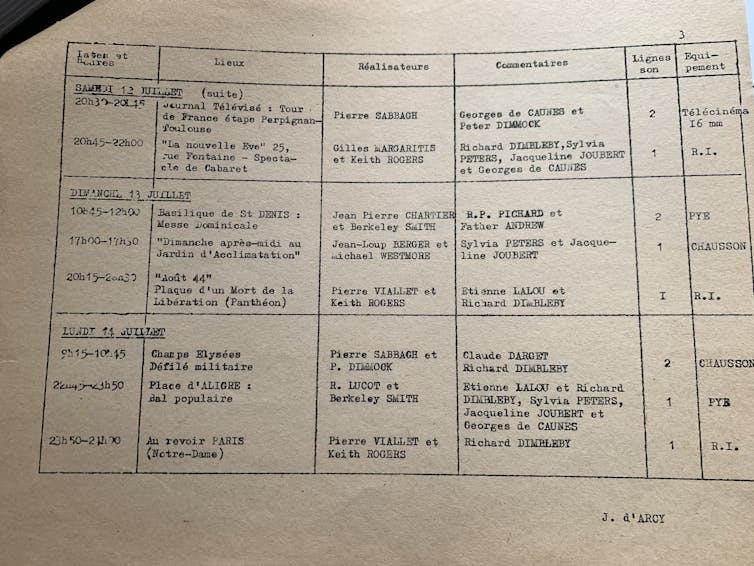 3
Dates et heures | Lieux | Réalisateurs | Commentaires | Lignes son | Equi-pement
SAMEDI 12 JUILLET (suite)
20h30-20h45 | Journal Télévisé : Tour | Pierre SABBAGH | Georges de CAUNES et | 2 | Télécinéma
de France étape Perpignan- | Peter DIMMOCK | 16 mm
Toulouse
20h45-22h00 | "La nouvelle Eve" 25, | Gilles MARGARITIS | Richard DIMBLEBY,Sylvia | 1 | R.I.
rue Fontaine - Specta- | et Keith ROGERS | PETERS, Jacqueline JOUBERT
cle de Cabaret | et Georges de CAUNES
DIMANCHE 13 JUILLET
10h45-12h00 | Basilique de St DENIS : | Jean Pierre CHARTIER | R.P. PICHARD et | 2 | PYE
Messe Dominicale | et Berkeley SMITH | Father ANDREW
17h00-17h30 | "Dimanche après-midi au | Jean-Loup BERGER et | Sylvia PETERS et Jacque- | 1 | CHAUSSON
Jardin d'Acclimatation" | Michael WESTMORE | line JOUBERT
20h15- | "Août 44"
Plaque d'un Mort de la | Pierre VIALLET et | Etienne LALOU et | I | R.I.
Libération (Panthéon) | Keith ROGERS | Richard DIMBLEBY
LUNDI 14 JUILLET
9h15-10h45 | Champs Elysées | Pierre SABBAGH et | Claude DARGET
Défilé militaire | P. DIMMOCK | Richard DIMBLEBY | 2 | CHAUSSON
Place d'ALIGRE : | R. LUCOT et | Etienne LALOU et Richard
Bal populaire | Berkeley SMITH | DIMBLEBY, Sylvia PETERS, | 1 | PYE
Jacqueline JOUBERT et
Georges de CAUNES
Au revoir PARIS | Pierre VIALLET et | Richard DIMBLEBY | 1 | R.I.
(Notre-Dame) | Keith ROGERS
J. d'ARCY